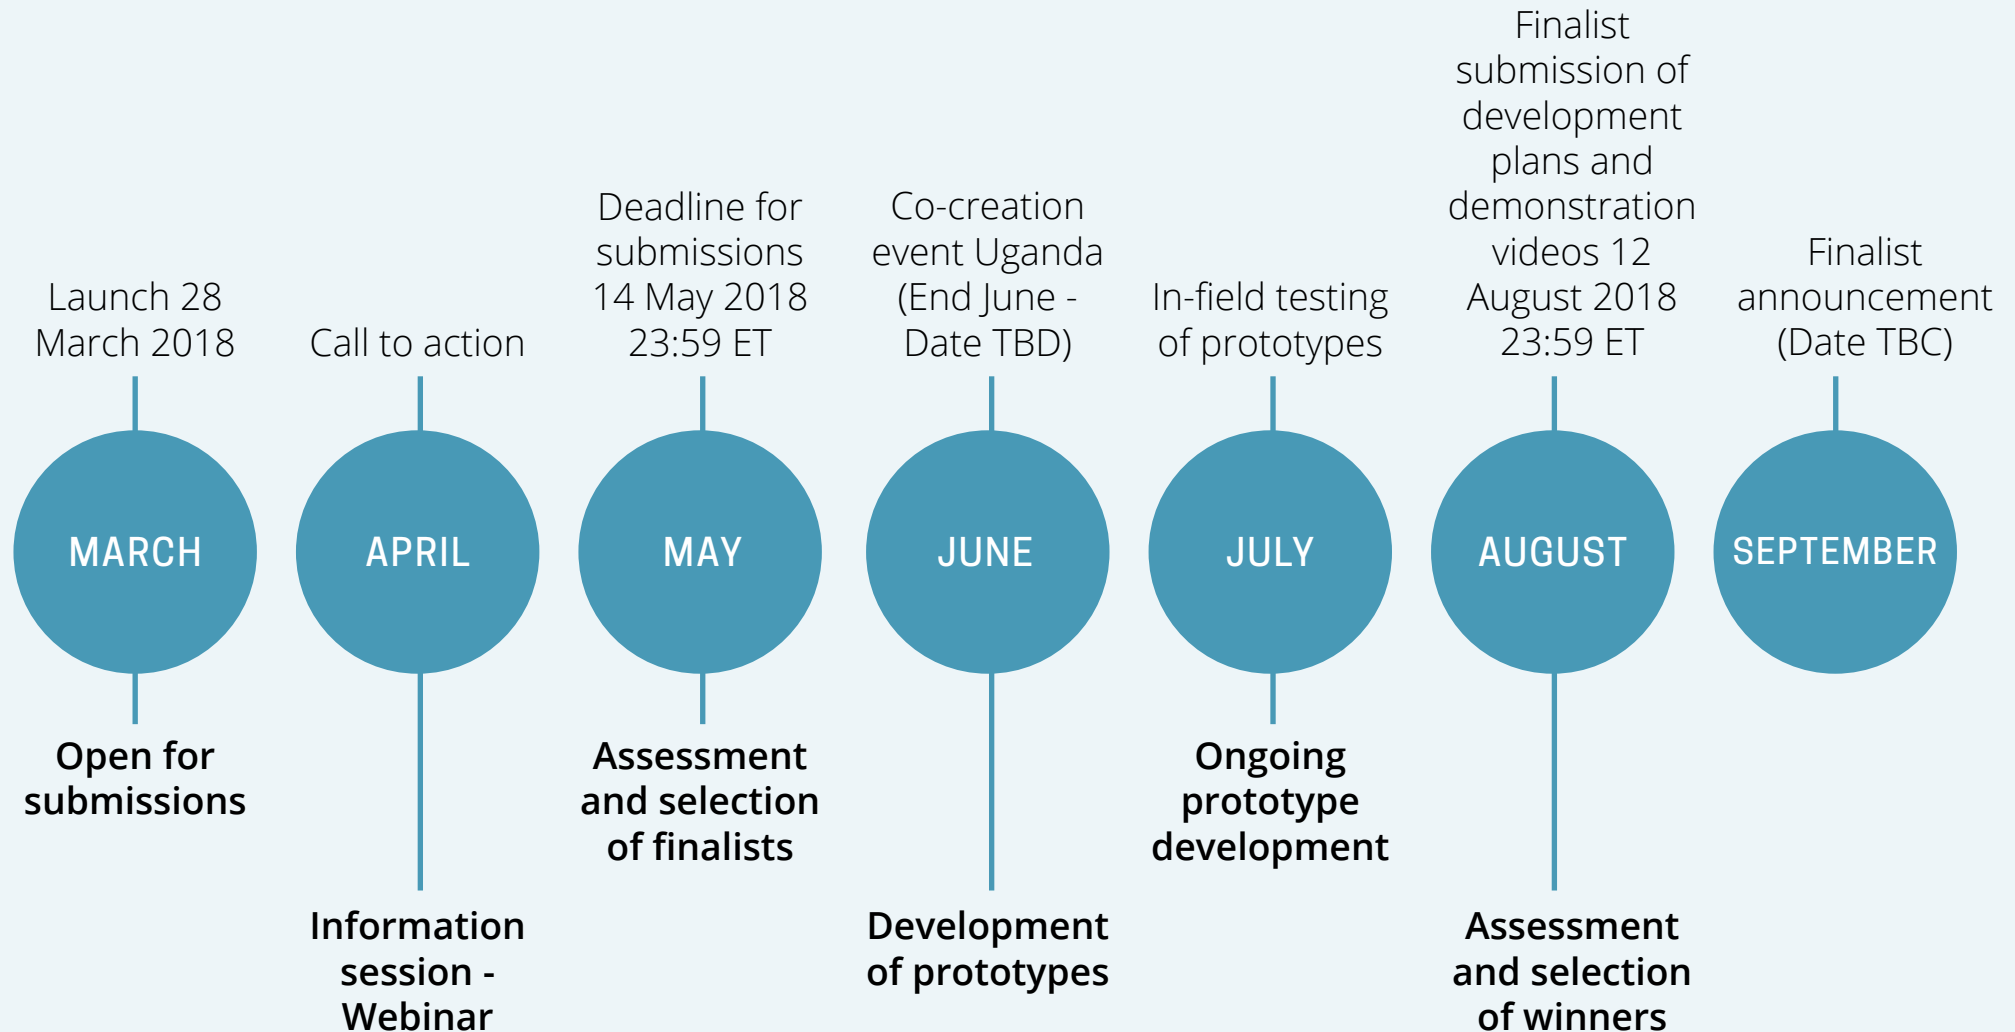 Launch 28
March 2018
Call to action
Deadline for
submissions
14 May 2018
23:59 ET
Co-creation
event Uganda
(End June -
Date TBD)
In-field testing
of prototypes
Finalist
submission of
development
plans and
demonstration
videos 12
August 2018
23:59 ET
Finalist
announcement
(Date TBC)
MARCH
APRIL
MAY
JUNE
JULY
AUGUST
SEPTEMBER
Open for
submissions
Information
session -
Webinar
Assessment
and selection
of finalists
Development
of prototypes
Ongoing
prototype
development
Assessment
and selection
of winners